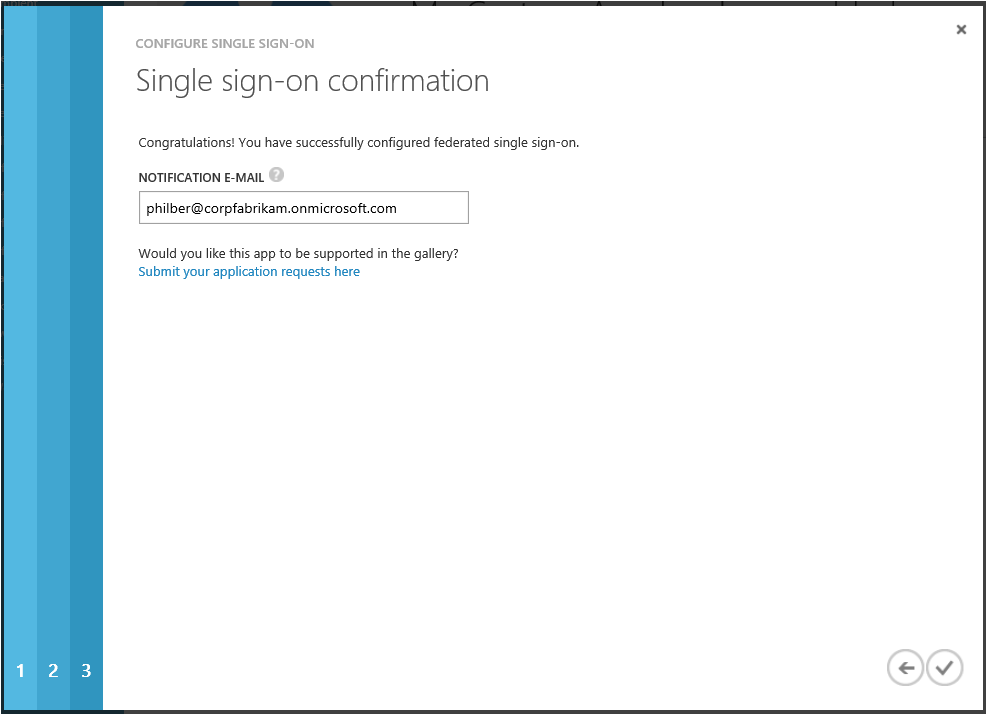 CONFIGURE SINGLE SIGN-ON
Single sign-on confirmation
Congratulations! You have successfully configured federated single sign-on.
NOTIFICATION E-MAIL ?
philber@corpfabrikam.onmicrosoft.com
Would you like this app to be supported in the gallery?
Submit your application requests here
1 2 3